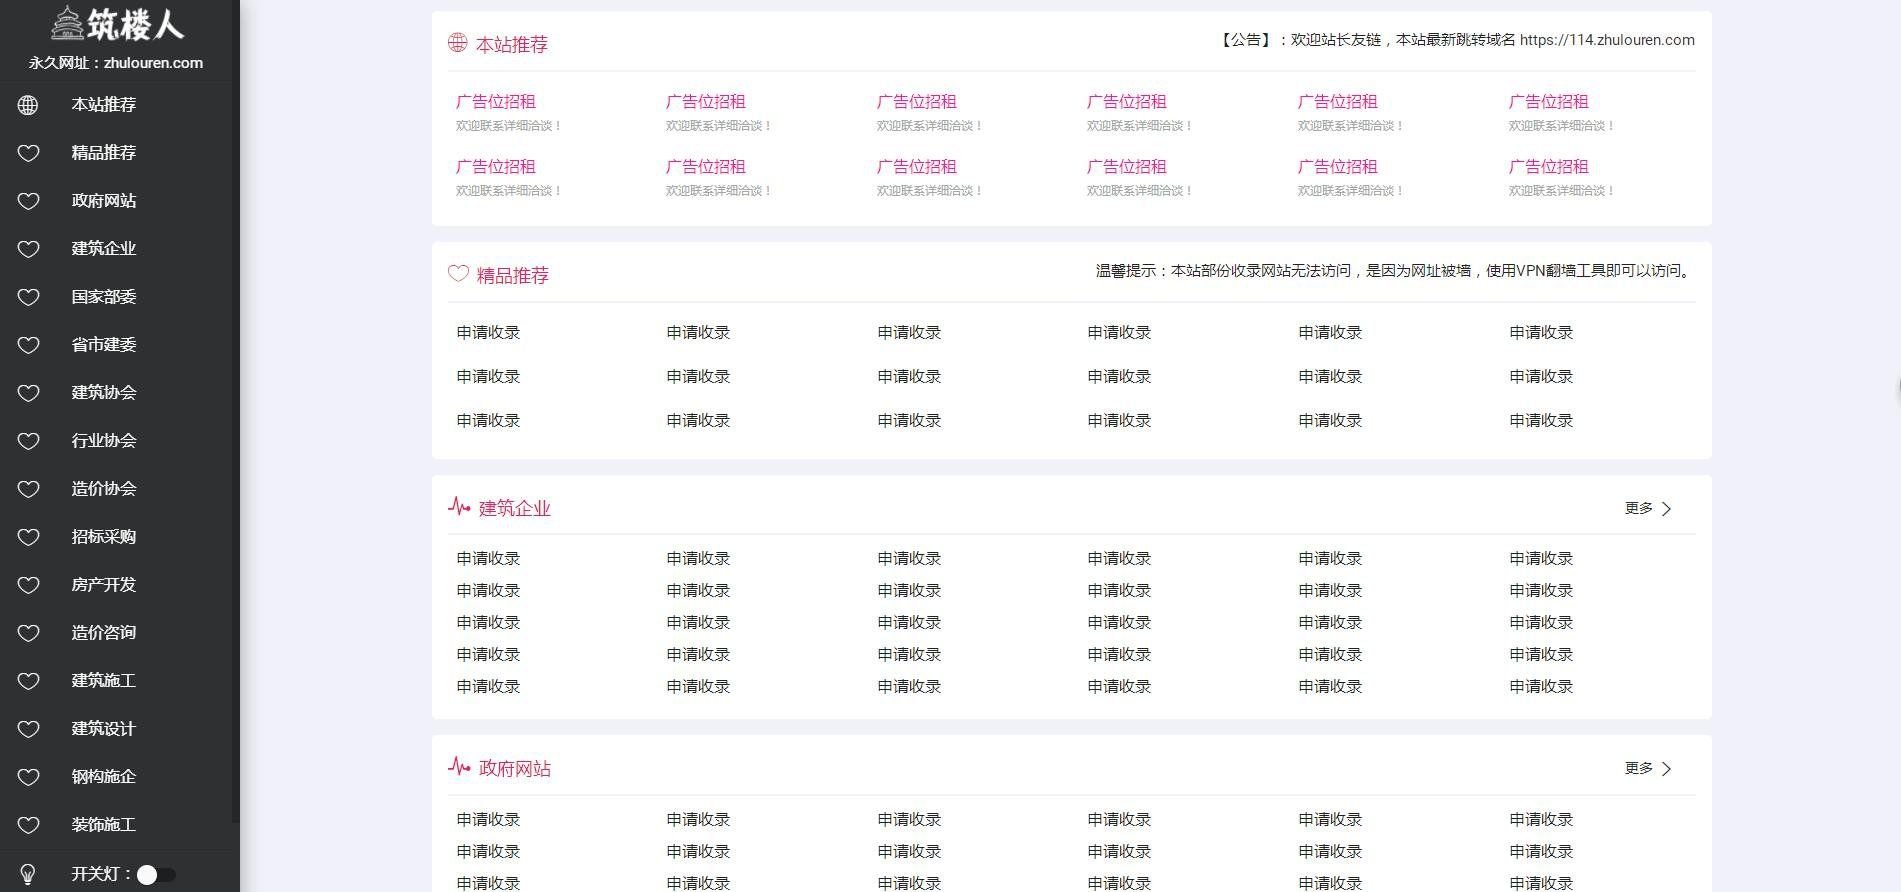 筑楼人
永久网址：zhulouren.com
本站推荐
精品推荐
政府网站
建筑企业
国家部委
省市建委
建筑协会
行业协会
造价协会
招标采购
房产开发
造价咨询
建筑施工
建筑设计
钢构施企
装饰施工
开关灯：
本站推荐 【公告】：欢迎站长友链，本站最新跳转域名 https://114.zhulouren.com
广告位招租 广告位招租 广告位招租 广告位招租 广告位招租 广告位招租
欢迎联系详细洽谈！ 欢迎联系详细洽谈！ 欢迎联系详细洽谈！ 欢迎联系详细洽谈！ 欢迎联系详细洽谈！ 欢迎联系详细洽谈！
广告位招租 广告位招租 广告位招租 广告位招租 广告位招租 广告位招租
欢迎联系详细洽谈！ 欢迎联系详细洽谈！ 欢迎联系详细洽谈！ 欢迎联系详细洽谈！ 欢迎联系详细洽谈！ 欢迎联系详细洽谈！
精品推荐 温馨提示：本站部份收录网站无法访问，是因为网址被墙，使用VPN翻墙工具即可以访问。
申请收录 申请收录 申请收录 申请收录 申请收录 申请收录
申请收录 申请收录 申请收录 申请收录 申请收录 申请收录
申请收录 申请收录 申请收录 申请收录 申请收录 申请收录
建筑企业 更多
申请收录 申请收录 申请收录 申请收录 申请收录 申请收录
申请收录 申请收录 申请收录 申请收录 申请收录 申请收录
申请收录 申请收录 申请收录 申请收录 申请收录 申请收录
申请收录 申请收录 申请收录 申请收录 申请收录 申请收录
申请收录 申请收录 申请收录 申请收录 申请收录 申请收录
政府网站 更多
申请收录 申请收录 申请收录 申请收录 申请收录 申请收录
申请收录 申请收录 申请收录 申请收录 申请收录 申请收录
申请收录 申请收录 申请收录 申请收录 申请收录 申请收录